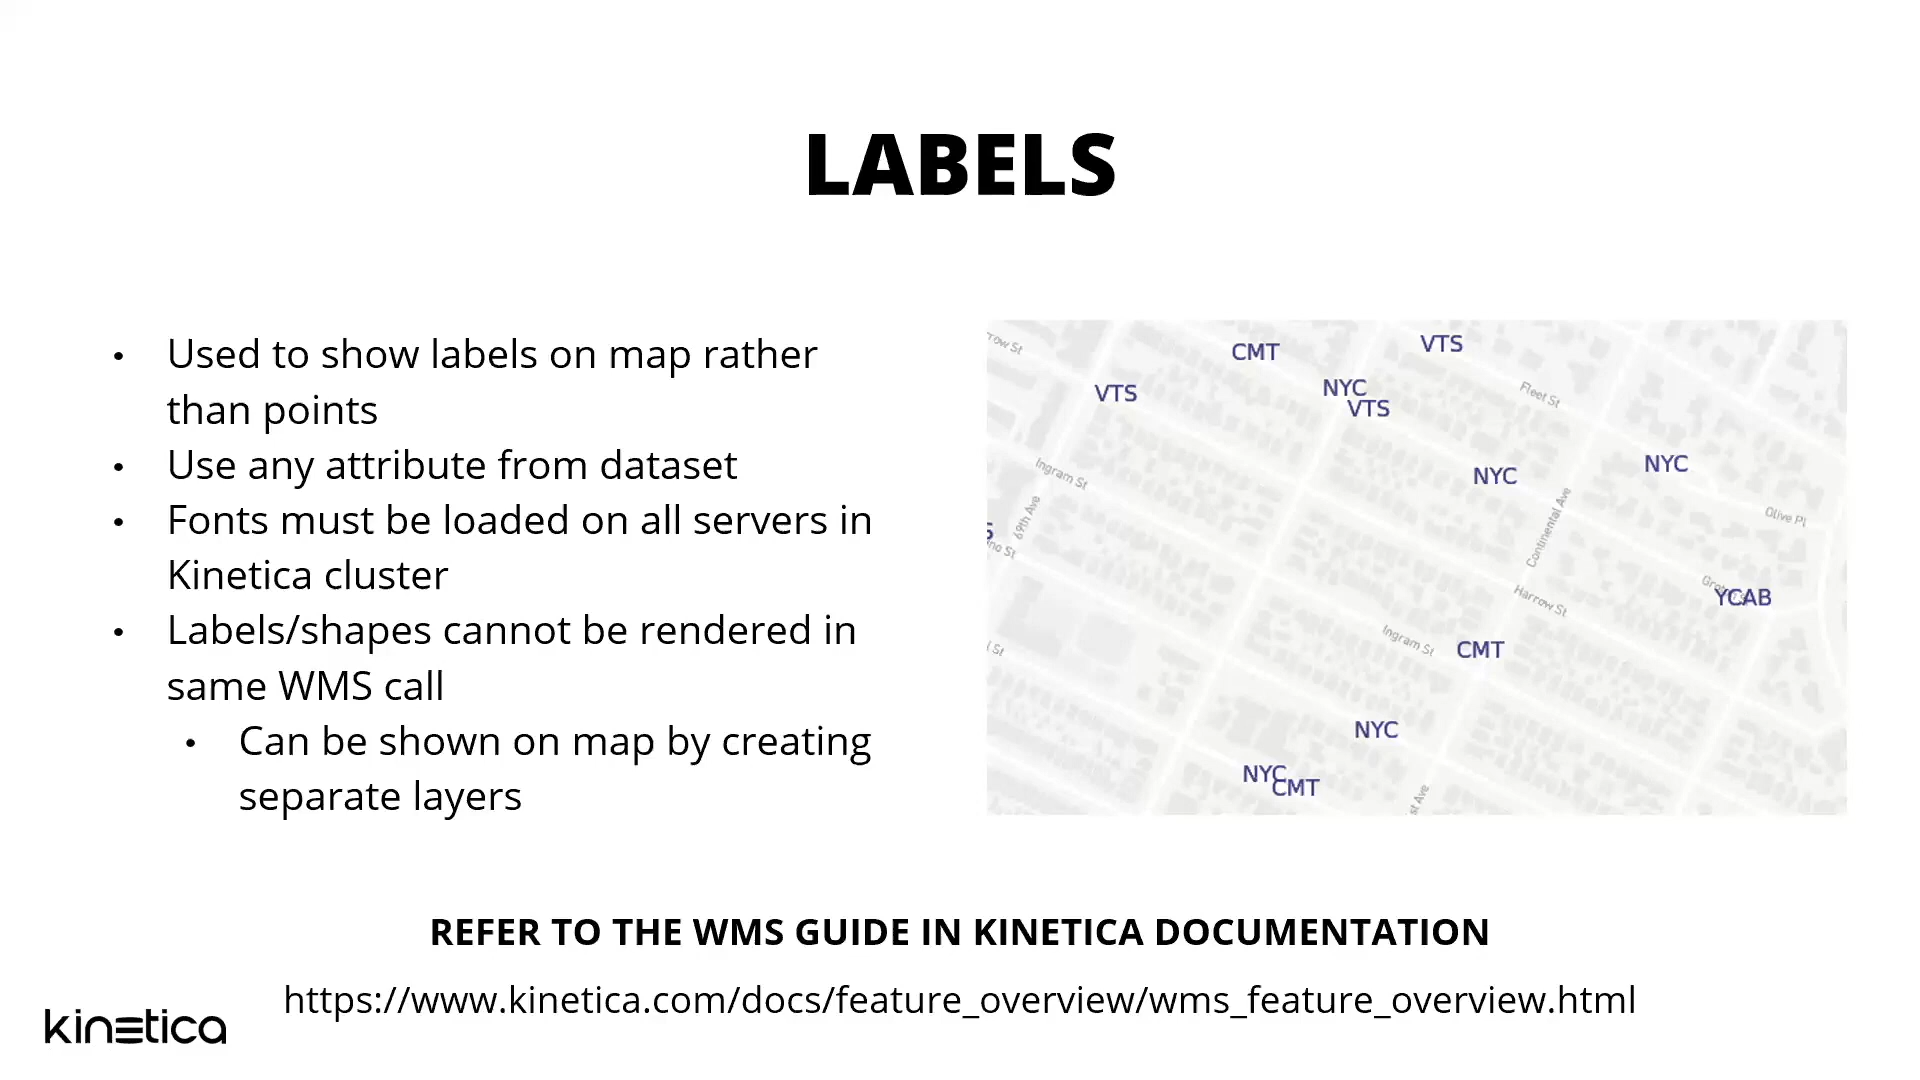 LABELS
• Used to show labels on map rather
than points
• Use any attribute from dataset
• Fonts must be loaded on all servers in
Kinetica cluster
• Labels/shapes cannot be rendered in
same WMS call
• Can be shown on map by creating
separate layers
rrow St
CMT
VTS
VTS
NYC
VTS
Fleet St
NYC
NYC
Ingram St
69th Ave
Continental Ave
Olive Pl
S
no St
Harrow St
YCAB
l St
Ingram St
CMT
NYC
NYC
CMT
st Ave
REFER TO THE WMS GUIDE IN KINETICA DOCUMENTATION
https://www.kinetica.com/docs/feature_overview/wms_feature_overview.html
kinetica